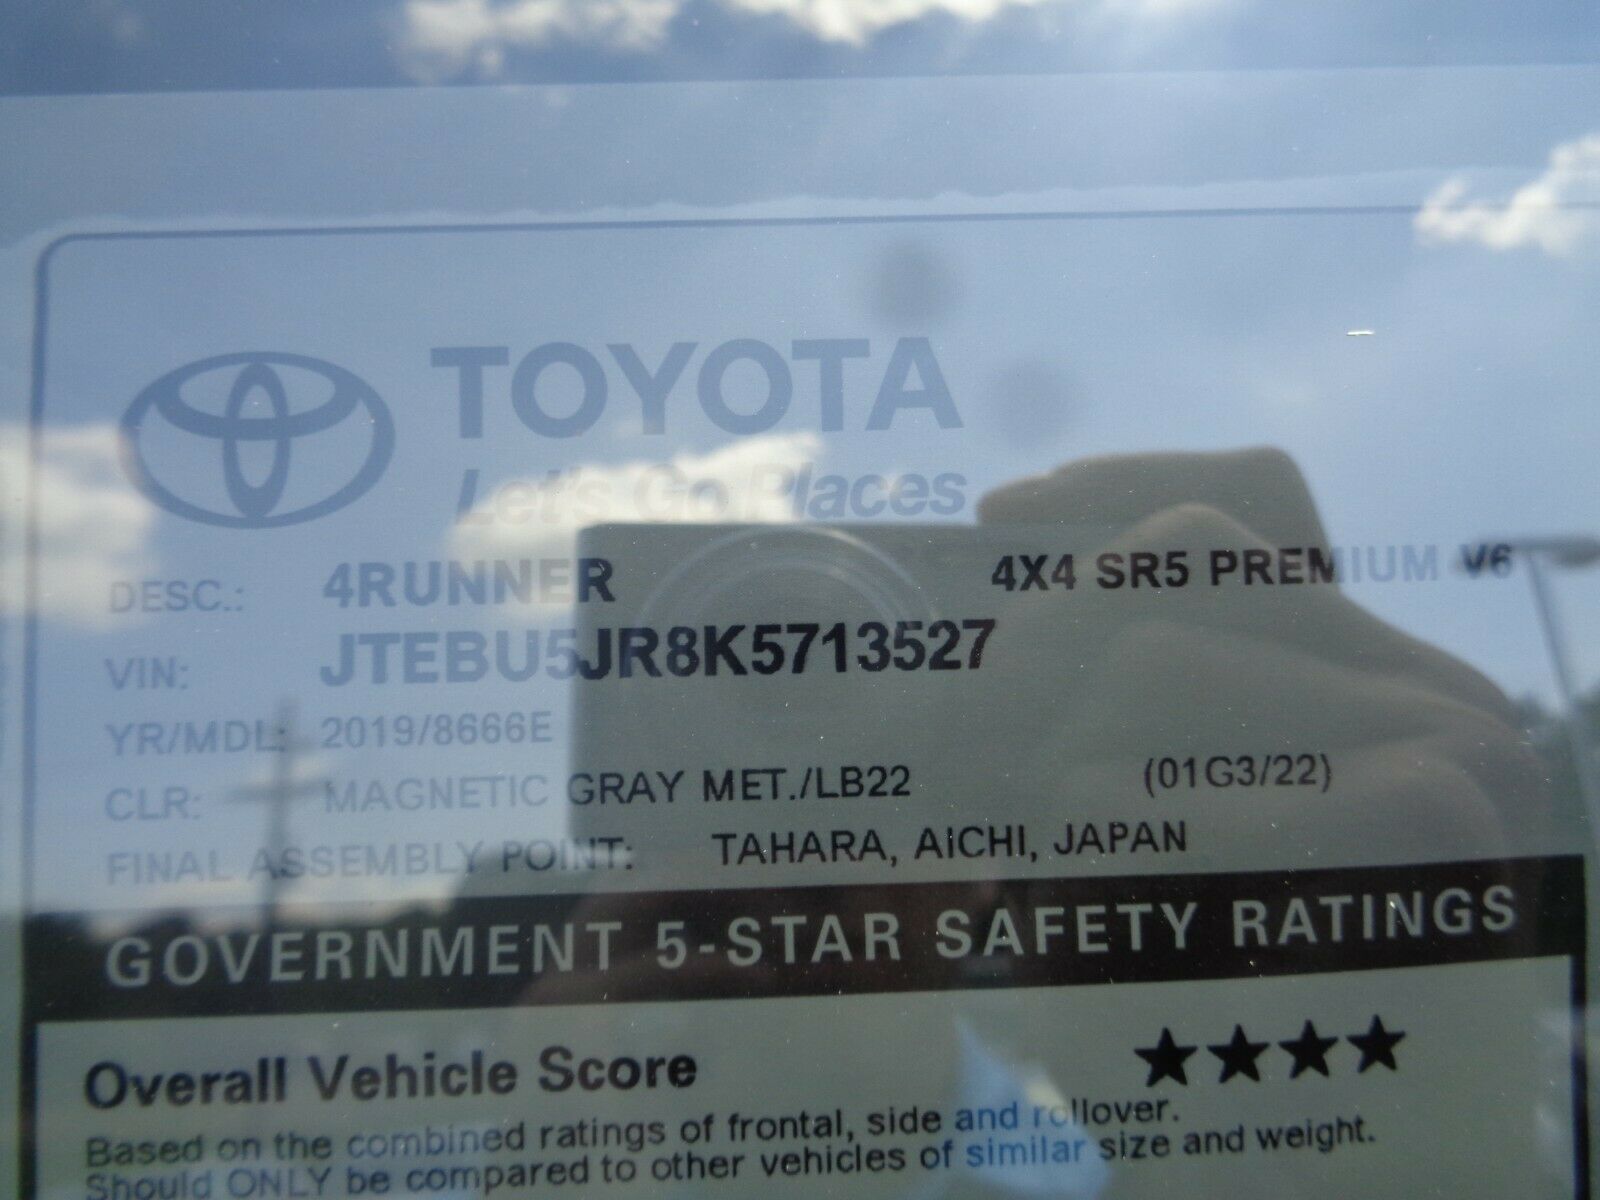 TOYOTA
Let's Go Places
DESC.: 4RUNNER 4X4 SR5 PREMIUM V6
VIN: JTEBU5JR8K5713527
YR/MDL: 2019/8666E
CLR: MAGNETIC GRAY MET./LB22 (01G3/22)
FINAL ASSEMBLY POINT: TAHARA, AICHI, JAPAN
GOVERNMENT 5-STAR SAFETY RATINGS
Overall Vehicle Score ★★★★
Based on the combined ratings of frontal, side and rollover.
Should ONLY be compared to other vehicles of similar size and weight.